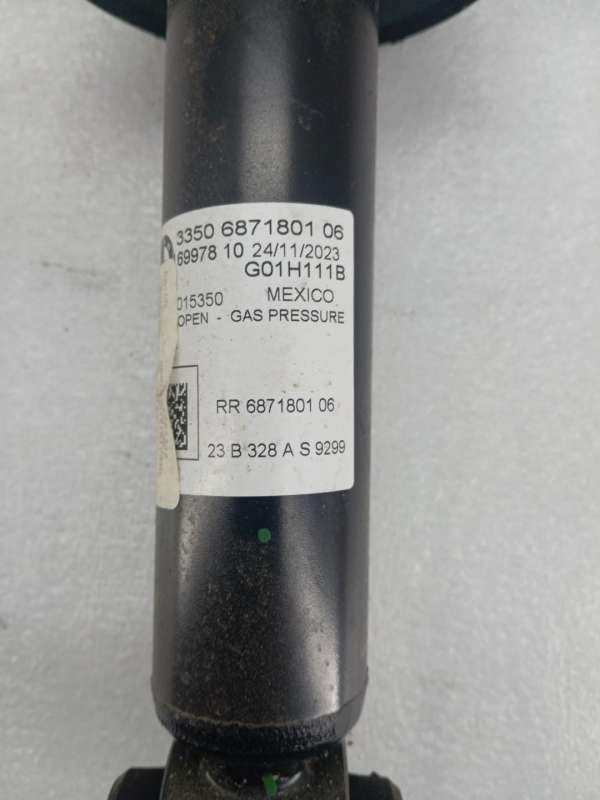 3350 6871801 06
69978 10 24/11/2023
G01H111B
015350 MEXICO
OPEN - GAS PRESSURE
RR 6871801 06
23 B 328 A S 9299